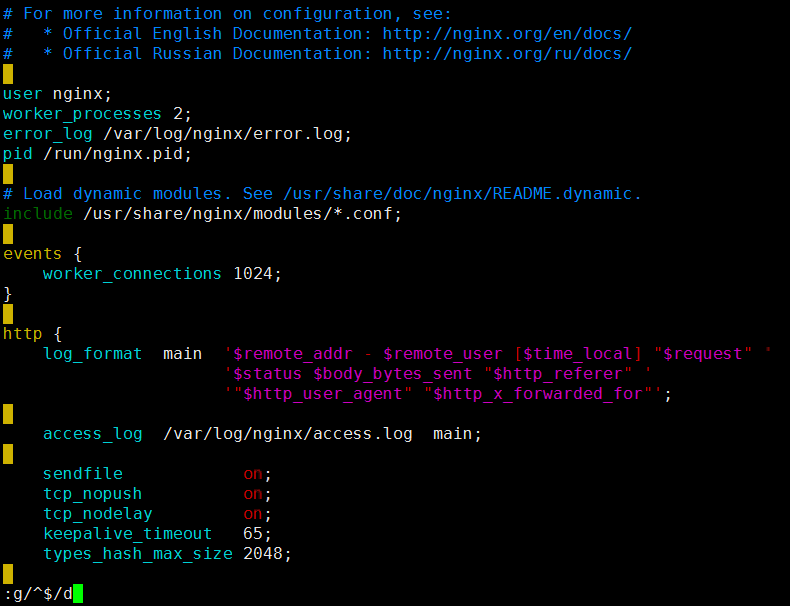 # For more information on configuration, see:
#   * Official English Documentation: http://nginx.org/en/docs/
#   * Official Russian Documentation: http://nginx.org/ru/docs/
user nginx;
worker_processes 2;
error_log /var/log/nginx/error.log;
pid /run/nginx.pid;
# Load dynamic modules. See /usr/share/doc/nginx/README.dynamic.
include /usr/share/nginx/modules/*.conf;
events {
    worker_connections 1024;
}
http {
    log_format  main  '$remote_addr - $remote_user [$time_local] "$request" '
                      '$status $body_bytes_sent "$http_referer" '
                      '"$http_user_agent" "$http_x_forwarded_for"';
    access_log  /var/log/nginx/access.log  main;
    sendfile            on;
    tcp_nopush          on;
    tcp_nodelay         on;
    keepalive_timeout   65;
    types_hash_max_size 2048;
:g/^$/d